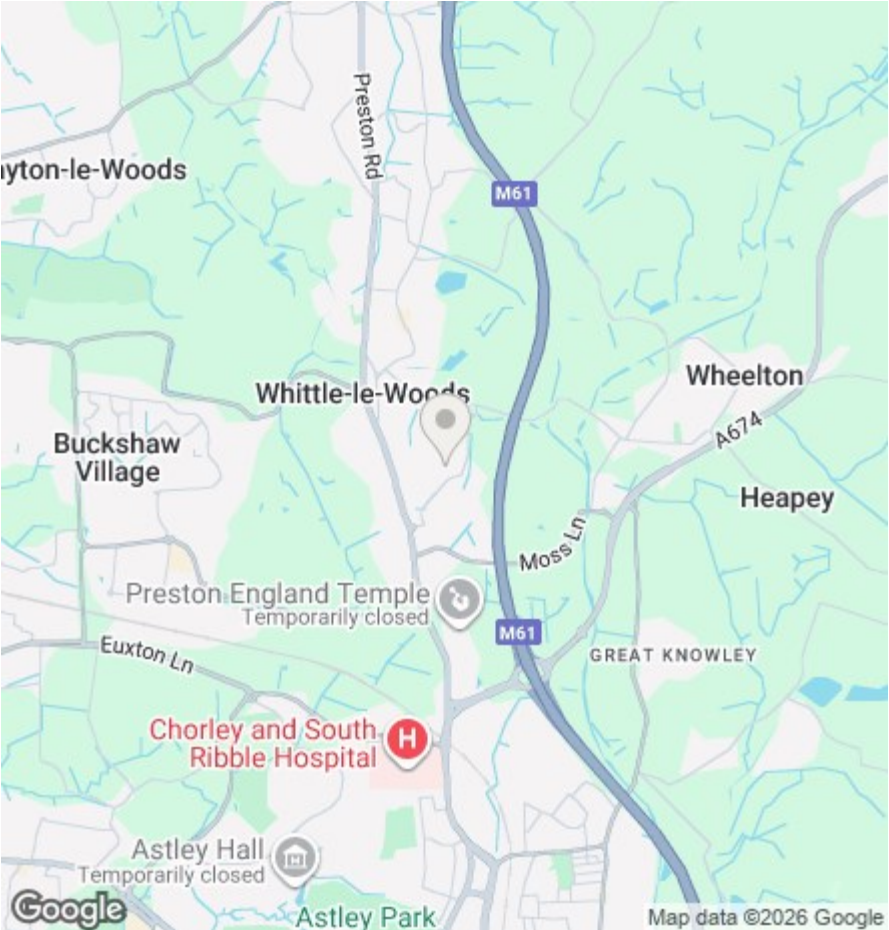 Preston Rd
ayton-le-Woods
M61
Wheelton
Whittle-le-Woods
A674
Buckshaw
Village
Heapey
Moss Ln
Preston England Temple
Temporarily closed
M61
Euxton Ln
GREAT KNOWLEY
Chorley and South
Ribble Hospital
H
Astley Hall
Temporarily closed
Google
Astley Park
Map data ©2026 Google